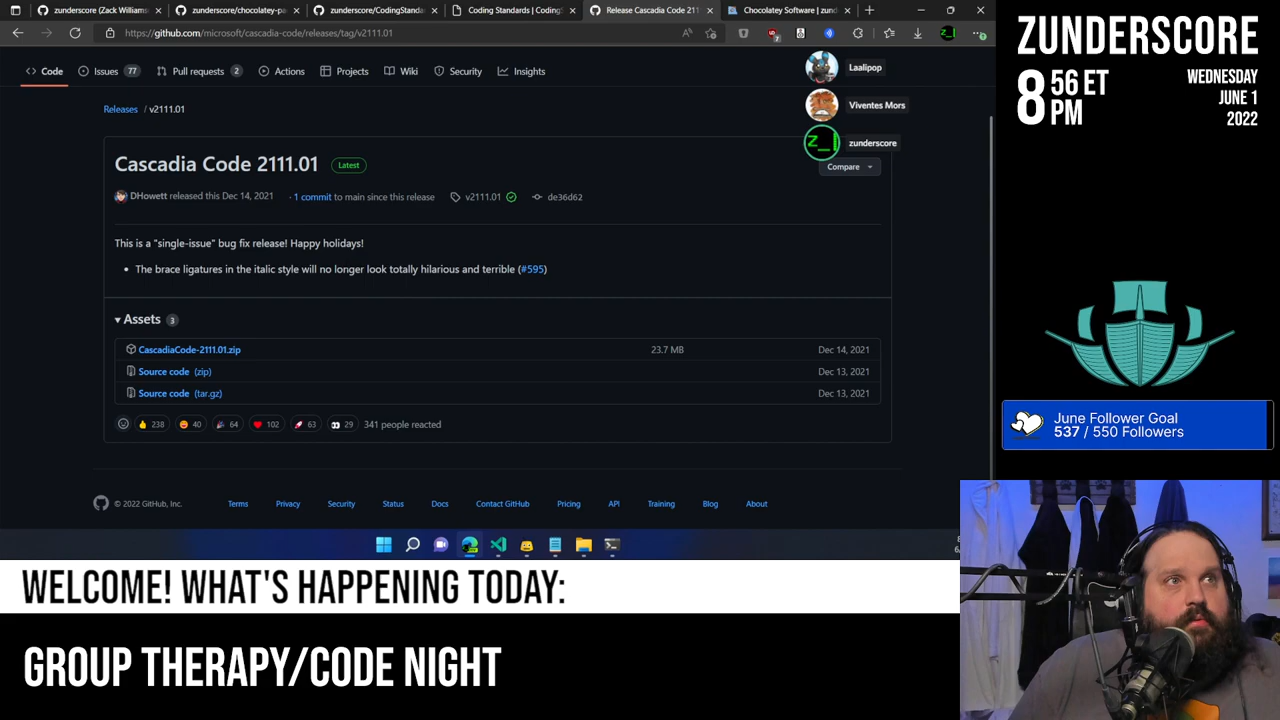 zunderscore (Zack Williams
zunderscore/chocolatey-pa
zunderscore/CodingStanda
Coding Standards | CodingS
Release Cascadia Code 2111
Chocolatey Software | zund
https://github.com/microsoft/cascadia-code/releases/tag/v2111.01
Code
Issues 77
Pull requests 2
Actions
Projects
Wiki
Security
Insights
Laalipop
Viventes Mors
zunderscore
Releases / v2111.01
Cascadia Code 2111.01 Latest
Compare
DHowett released this Dec 14, 2021 · 1 commit to main since this release v2111.01 de36d62
This is a "single-issue" bug fix release! Happy holidays!
• The brace ligatures in the italic style will no longer look totally hilarious and terrible (#595)
Assets 3
CascadiaCode-2111.01.zip 23.7 MB Dec 14, 2021
Source code (zip) Dec 13, 2021
Source code (tar.gz) Dec 13, 2021
238 40 64 102 63 29 341 people reacted
© 2022 GitHub, Inc. Terms Privacy Security Status Docs Contact GitHub Pricing API Training Blog About
ZUNDERSCORE
8 56 ET PM
WEDNESDAY
JUNE 1
2022
June Follower Goal
537 / 550 Followers
WELCOME! WHAT'S HAPPENING TODAY:
GROUP THERAPY/CODE NIGHT